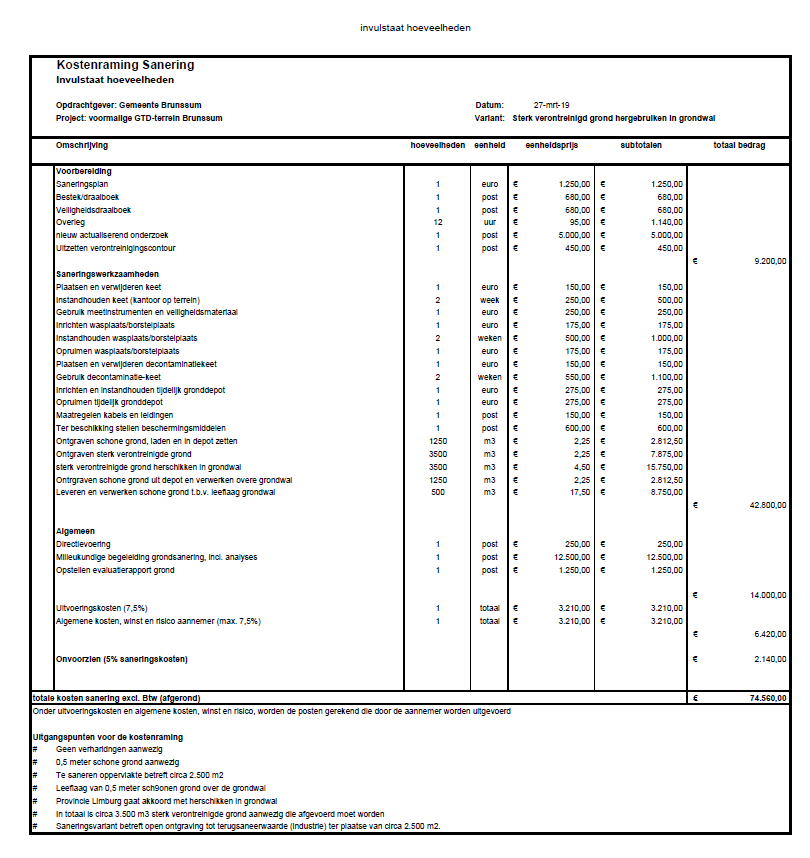 invulstaat hoeveelheden
Kostenraming Sanering
Invulstaat hoeveelheden
Opdrachtgever: Gemeente Brunssum Datum: 27-mrt-19
Project: voormalige GTD-terrein Brunssum Variant: Sterk verontreinigd grond hergebruiken in grondwal
Omschrijving hoeveelheden eenheid eenheidsprijs subtotalen totaal bedrag
Voorbereiding
Saneringsplan 1 euro € 1.250,00 € 1.250,00
Bestek/draaiboek 1 post € 680,00 € 680,00
Veiligheidsdraaiboek 1 post € 680,00 € 680,00
Overleg 12 uur € 95,00 € 1.140,00
nieuw actualiserend onderzoek 1 post € 5.000,00 € 5.000,00
Uitzetten verontreinigingscontour 1 post € 450,00 € 450,00
€ 9.200,00
Saneringswerkzaamheden
Plaatsen en verwijderen keet 1 euro € 150,00 € 150,00
Instandhouden keet (kantoor op terrein) 2 week € 250,00 € 500,00
Gebruik meetinstrumenten en veiligheidsmateriaal 1 euro € 250,00 € 250,00
Inrichten wasplaats/borstelplaats 1 euro € 175,00 € 175,00
Instandhouden wasplaats/borstelplaats 2 weken € 500,00 € 1.000,00
Opruimen wasplaats/borstelplaats 1 euro € 175,00 € 175,00
Plaatsen en verwijderen decontaminatiekeet 1 euro € 150,00 € 150,00
Gebruik decontaminatie-keet 2 weken € 550,00 € 1.100,00
Inrichten en instandhouden tijdelijk gronddepot 1 euro € 275,00 € 275,00
Opruimen tijdelijk gronddepot 1 euro € 275,00 € 275,00
Maatregelen kabels en leidingen 1 post € 150,00 € 150,00
Ter beschikking stellen beschermingsmiddelen 1 post € 600,00 € 600,00
Ontgraven schone grond, laden en in depot zetten 1250 m3 € 2,25 € 2.812,50
Ontgraven sterk verontreinigde grond 3500 m3 € 2,25 € 7.875,00
sterk verontreinigde grond herschikken in grondwal 3500 m3 € 4,50 € 15.750,00
Ontrgraven schone grond uit depot en verwerken overe grondwal 1250 m3 € 2,25 € 2.812,50
Leveren en verwerken schone grond t.b.v. leeflaag grondwal 500 m3 € 17,50 € 8.750,00
€ 42.800,00
Algemeen
Directievoering 1 post € 250,00 € 250,00
Milieukundige begeleiding grondsanering, incl. analyses 1 post € 12.500,00 € 12.500,00
Opstellen evaluatierapport grond 1 post € 1.250,00 € 1.250,00
€ 14.000,00
Uitvoeringskosten (7,5%) 1 totaal € 3.210,00 € 3.210,00
Algemene kosten, winst en risico aannemer (max. 7,5%) 1 totaal € 3.210,00 € 3.210,00
€ 6.420,00
Onvoorzien (5% saneringskosten) € 2.140,00
totale kosten sanering excl. Btw (afgerond) € 74.560,00
Onder uitvoeringskosten en algemene kosten, winst en risico, worden de posten gerekend die door de aannemer worden uitgevoerd
Uitgangspunten voor de kostenraming
# Geen verhardingen aanwezig
# 0,5 meter schone grond aanwezig
# Te saneren oppervlakte betreft circa 2.500 m2
# Leeflaag van 0,5 meter sch9onen grond over de grondwal
# Provincie Limburg gaat akkoord met herschikken in grondwal
# In totaal is circa 3.500 m3 sterk verontreinigde grond aanwezig die afgevoerd moet worden
# Saneringsvariant betreft open ontgraving tot terugsaneerwaarde (industrie) ter plaatse van circa 2.500 m2.